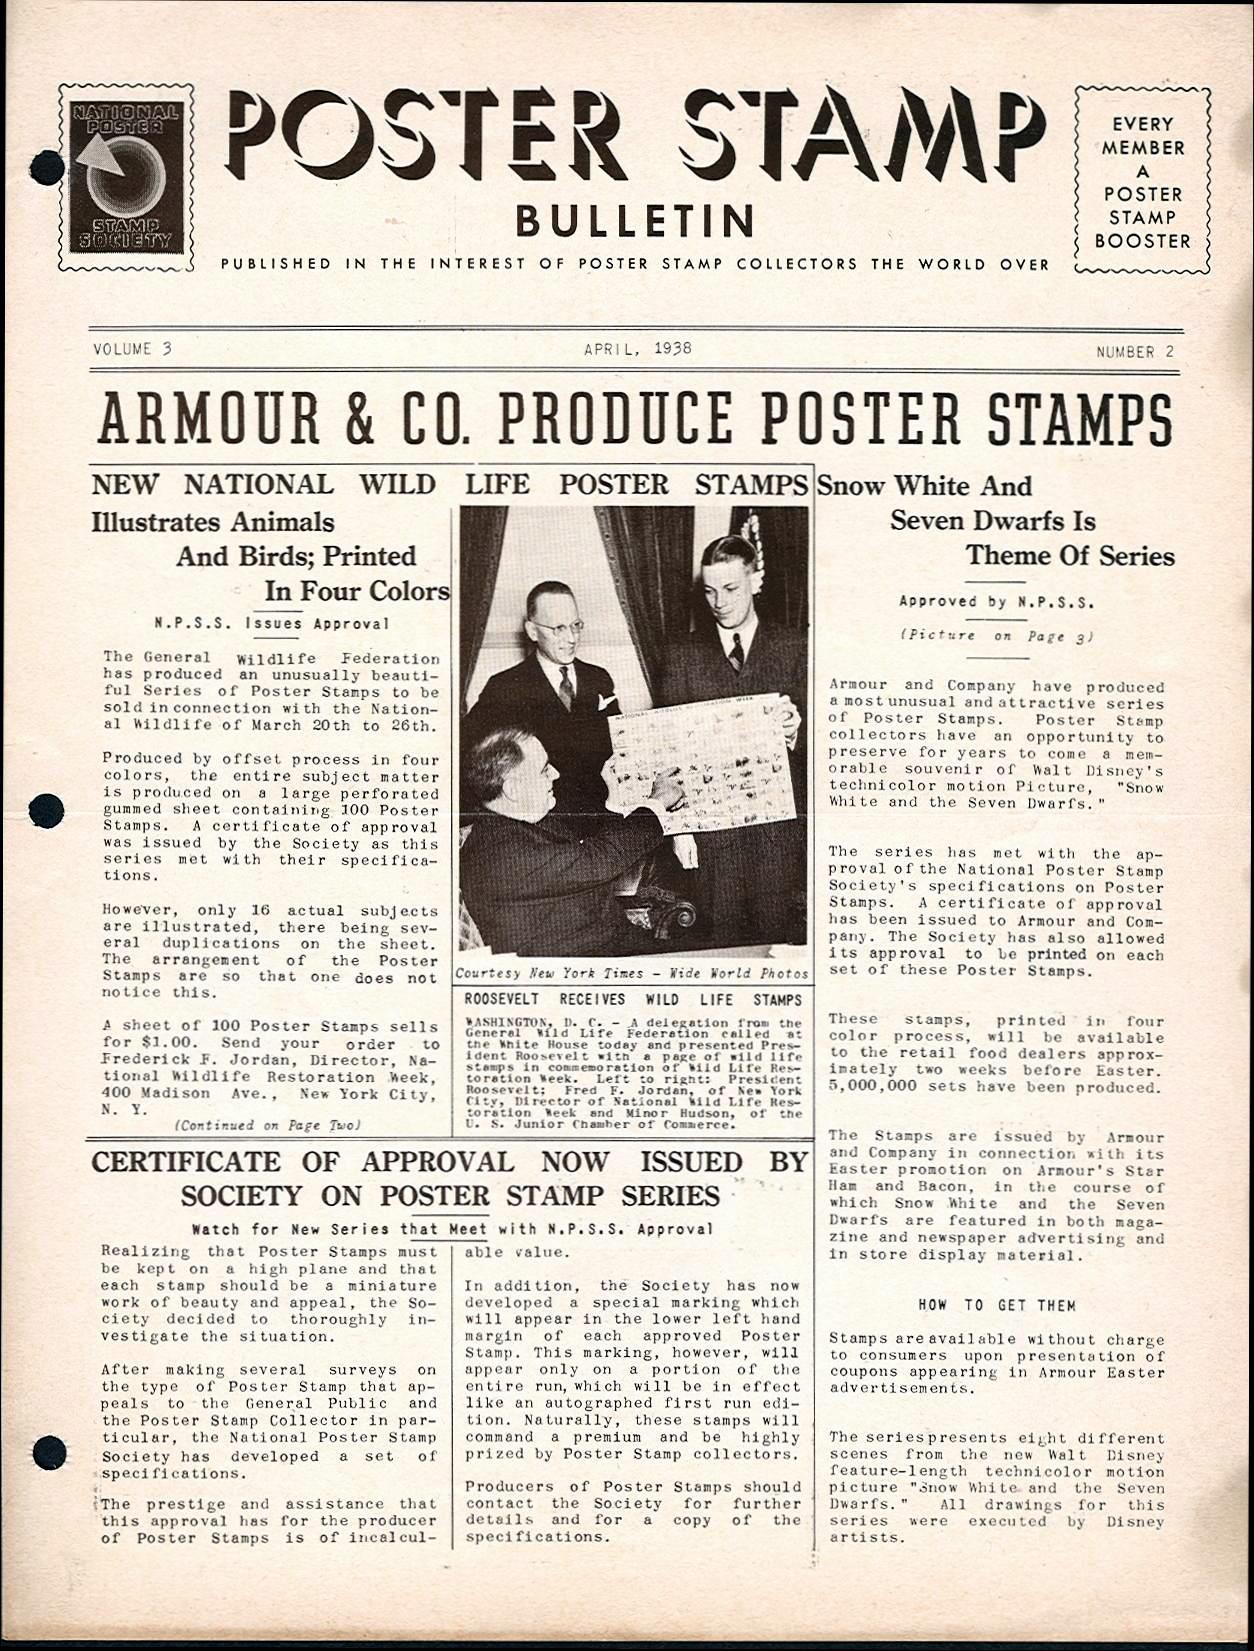 NATIONAL
POSTER
STAMP
SOCIETY
POSTER STAMP
BULLETIN
PUBLISHED IN THE INTEREST OF POSTER STAMP COLLECTORS THE WORLD OVER
EVERY
MEMBER
A
POSTER
STAMP
BOOSTER
VOLUME 3 APRIL, 1938 NUMBER 2
ARMOUR & CO. PRODUCE POSTER STAMPS
NEW NATIONAL WILD LIFE POSTER STAMPS
Illustrates Animals
And Birds; Printed
In Four Colors
N.P.S.S. Issues Approval
The General Wildlife Federation
has produced an unusually beauti-
ful Series of Poster Stamps to be
sold in connection with the Nation-
al Wildlife of March 20th to 26th.
Produced by offset process in four
colors, the entire subject matter
is produced on a large perforated
gummed sheet containing 100 Poster
Stamps. A certificate of approval
was issued by the Society as this
series met with their specifica-
tions.
However, only 16 actual subjects
are illustrated, there being sev-
eral duplications on the sheet.
The arrangement of the Poster
Stamps are so that one does not
notice this.
A sheet of 100 Poster Stamps sells
for $1.00. Send your order to
Frederick F. Jordan, Director, Na-
tional Wildlife Restoration Week,
400 Madison Ave., New York City,
N. Y.
(Continued on Page Two)
Courtesy New York Times - Wide World Photos
ROOSEVELT RECEIVES WILD LIFE STAMPS
WASHINGTON, D. C. - A delegation from the
General Wild Life Federation called at
the White House today and presented Pres-
ident Roosevelt with a page of wild life
stamps in commemoration of Wild Life Res-
toration Week. Left to right: President
Roosevelt; Fred F. Jordan, of New York
City, Director of National Wild Life Res-
toration Week and Minor Hudson, of the
U. S. Junior Chamber of Commerce.
Snow White And
Seven Dwarfs Is
Theme Of Series
Approved by N.P.S.S.
(Picture on Page 3)
Armour and Company have produced
a most unusual and attractive series
of Poster Stamps. Poster Stamp
collectors have an opportunity to
preserve for years to come a mem-
orable souvenir of Walt Disney's
technicolor motion Picture, "Snow
White and the Seven Dwarfs."
The series has met with the ap-
proval of the National Poster Stamp
Society's specifications on Poster
Stamps. A certificate of approval
has been issued to Armour and Com-
pany. The Society has also allowed
its approval to be printed on each
set of these Poster Stamps.
These stamps, printed in four
color process, will be available
to the retail food dealers approx-
imately two weeks before Easter.
5,000,000 sets have been produced.
The Stamps are issued by Armour
and Company in connection with its
Easter promotion on Armour's Star
Ham and Bacon, in the course of
which Snow White and the Seven
Dwarfs are featured in both maga-
zine and newspaper advertising and
in store display material.
HOW TO GET THEM
Stamps are available without charge
to consumers upon presentation of
coupons appearing in Armour Easter
advertisements.
The series presents eight different
scenes from the new Walt Disney
feature-length technicolor motion
picture "Snow White and the Seven
Dwarfs." All drawings for this
series were executed by Disney
artists.
CERTIFICATE OF APPROVAL NOW ISSUED BY
SOCIETY ON POSTER STAMP SERIES
Watch for New Series that Meet with N.P.S.S. Approval
Realizing that Poster Stamps must
be kept on a high plane and that
each stamp should be a miniature
work of beauty and appeal, the So-
ciety decided to thoroughly in-
vestigate the situation.
After making several surveys on
the type of Poster Stamp that ap-
peals to the General Public and
the Poster Stamp Collector in par-
ticular, the National Poster Stamp
Society has developed a set of
specifications.
The prestige and assistance that
this approval has for the producer
of Poster Stamps is of incalcul-
able value.
In addition, the Society has now
developed a special marking which
will appear in the lower left hand
margin of each approved Poster
Stamp. This marking, however, will
appear only on a portion of the
entire run, which will be in effect
like an autographed first run edi-
tion. Naturally, these stamps will
command a premium and be highly
prized by Poster Stamp collectors.
Producers of Poster Stamps should
contact the Society for further
details and for a copy of the
specifications.